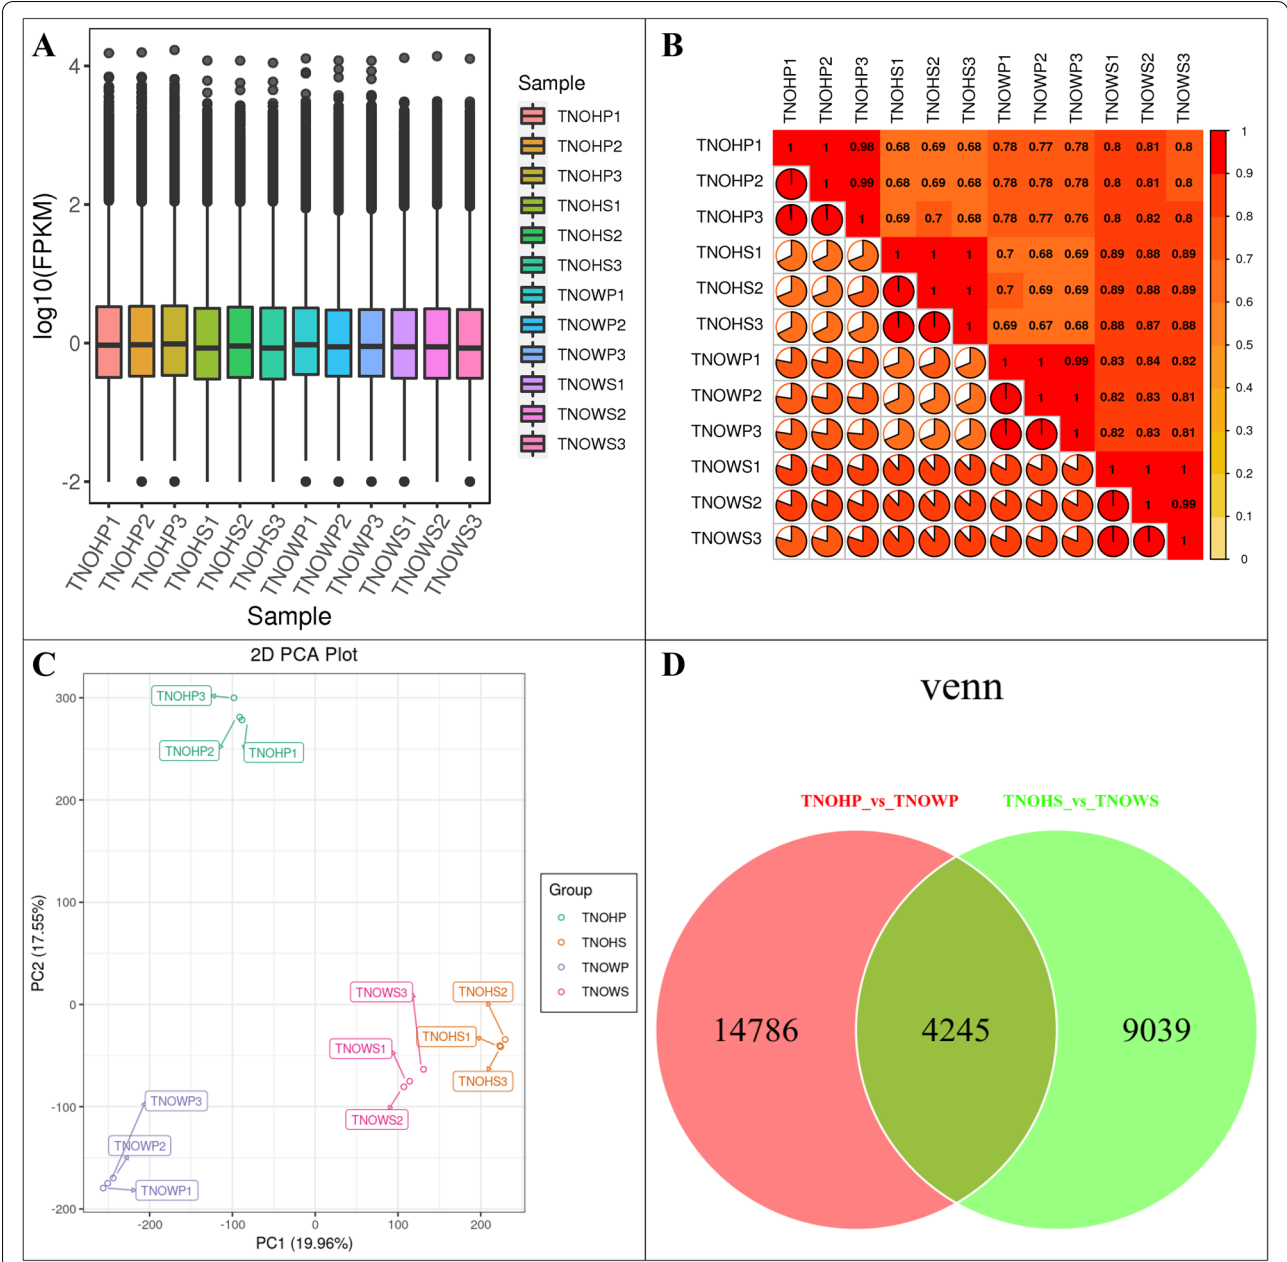 A
log10(FPKM)
4
2
0
-2
TNOHP1
TNOHP2
TNOHP3
TNOHS1
TNOHS2
TNOHS3
TNOWP1
TNOWP2
TNOWP3
TNOWS1
TNOWS2
TNOWS3
Sample
Sample
TNOHP1
TNOHP2
TNOHP3
TNOHS1
TNOHS2
TNOHS3
TNOWP1
TNOWP2
TNOWP3
TNOWS1
TNOWS2
TNOWS3
B
TNOHP1 TNOHP2 TNOHP3 TNOHS1 TNOHS2 TNOHS3 TNOWP1 TNOWP2 TNOWP3 TNOWS1 TNOWS2 TNOWS3
TNOHP1 1 1 0.98 0.68 0.69 0.68 0.78 0.77 0.78 0.8 0.81 0.8
TNOHP2 1 0.99 0.68 0.69 0.68 0.78 0.78 0.78 0.8 0.81 0.8
TNOHP3 1 0.69 0.7 0.68 0.78 0.77 0.76 0.8 0.82 0.8
TNOHS1 1 1 1 0.7 0.68 0.69 0.89 0.88 0.89
TNOHS2 1 1 0.7 0.69 0.69 0.89 0.88 0.89
TNOHS3 1 0.69 0.67 0.68 0.88 0.87 0.88
TNOWP1 1 1 0.99 0.83 0.84 0.82
TNOWP2 1 1 0.82 0.83 0.81
TNOWP3 1 0.82 0.83 0.81
TNOWS1 1 1 1
TNOWS2 1 0.99
TNOWS3 1
1
0.9
0.8
0.7
0.6
0.5
0.4
0.3
0.2
0.1
0
C
2D PCA Plot
PC2 (17.55%)
300
200
100
0
-100
-200
TNOHP3
TNOHP2
TNOHP1
TNOWS3
TNOHS2
TNOHS1
TNOWS1
TNOHS3
TNOWS2
TNOWP3
TNOWP2
TNOWP1
-200 -100 0 100 200
PC1 (19.96%)
Group
TNOHP
TNOHS
TNOWP
TNOWS
D
venn
TNOHP_vs_TNOWP
TNOHS_vs_TNOWS
14786
4245
9039